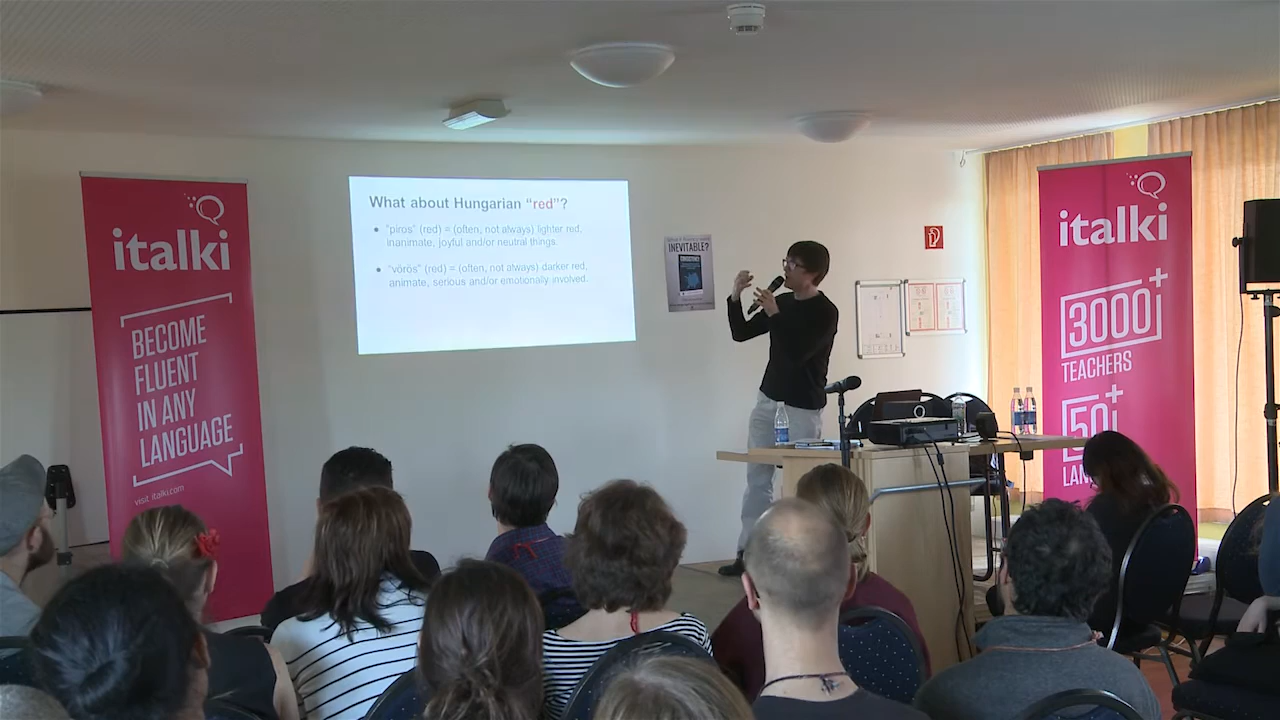 italki
BECOME
FLUENT
IN ANY
LANGUAGE
visit italki.com
What about Hungarian “red”?
• “piros” (red) = (often, not always) lighter red,
inanimate, joyful and/or neutral things.
• “vörös” (red) = (often, not always) darker red,
animate, serious and/or emotionally involved.
INEVITABLE?
italki
3000+
TEACHERS
50+